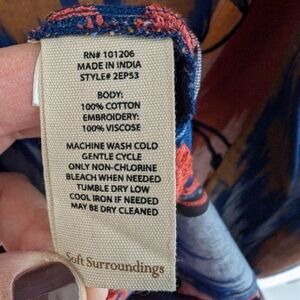 RN# 101206
MADE IN INDIA
STYLE# 2EP53
BODY:
100% COTTON
EMBROIDERY:
100% VISCOSE
MACHINE WASH COLD
GENTLE CYCLE
ONLY NON-CHLORINE
BLEACH WHEN NEEDED
TUMBLE DRY LOW
COOL IRON IF NEEDED
MAY BE DRY CLEANED
Soft Surroundings